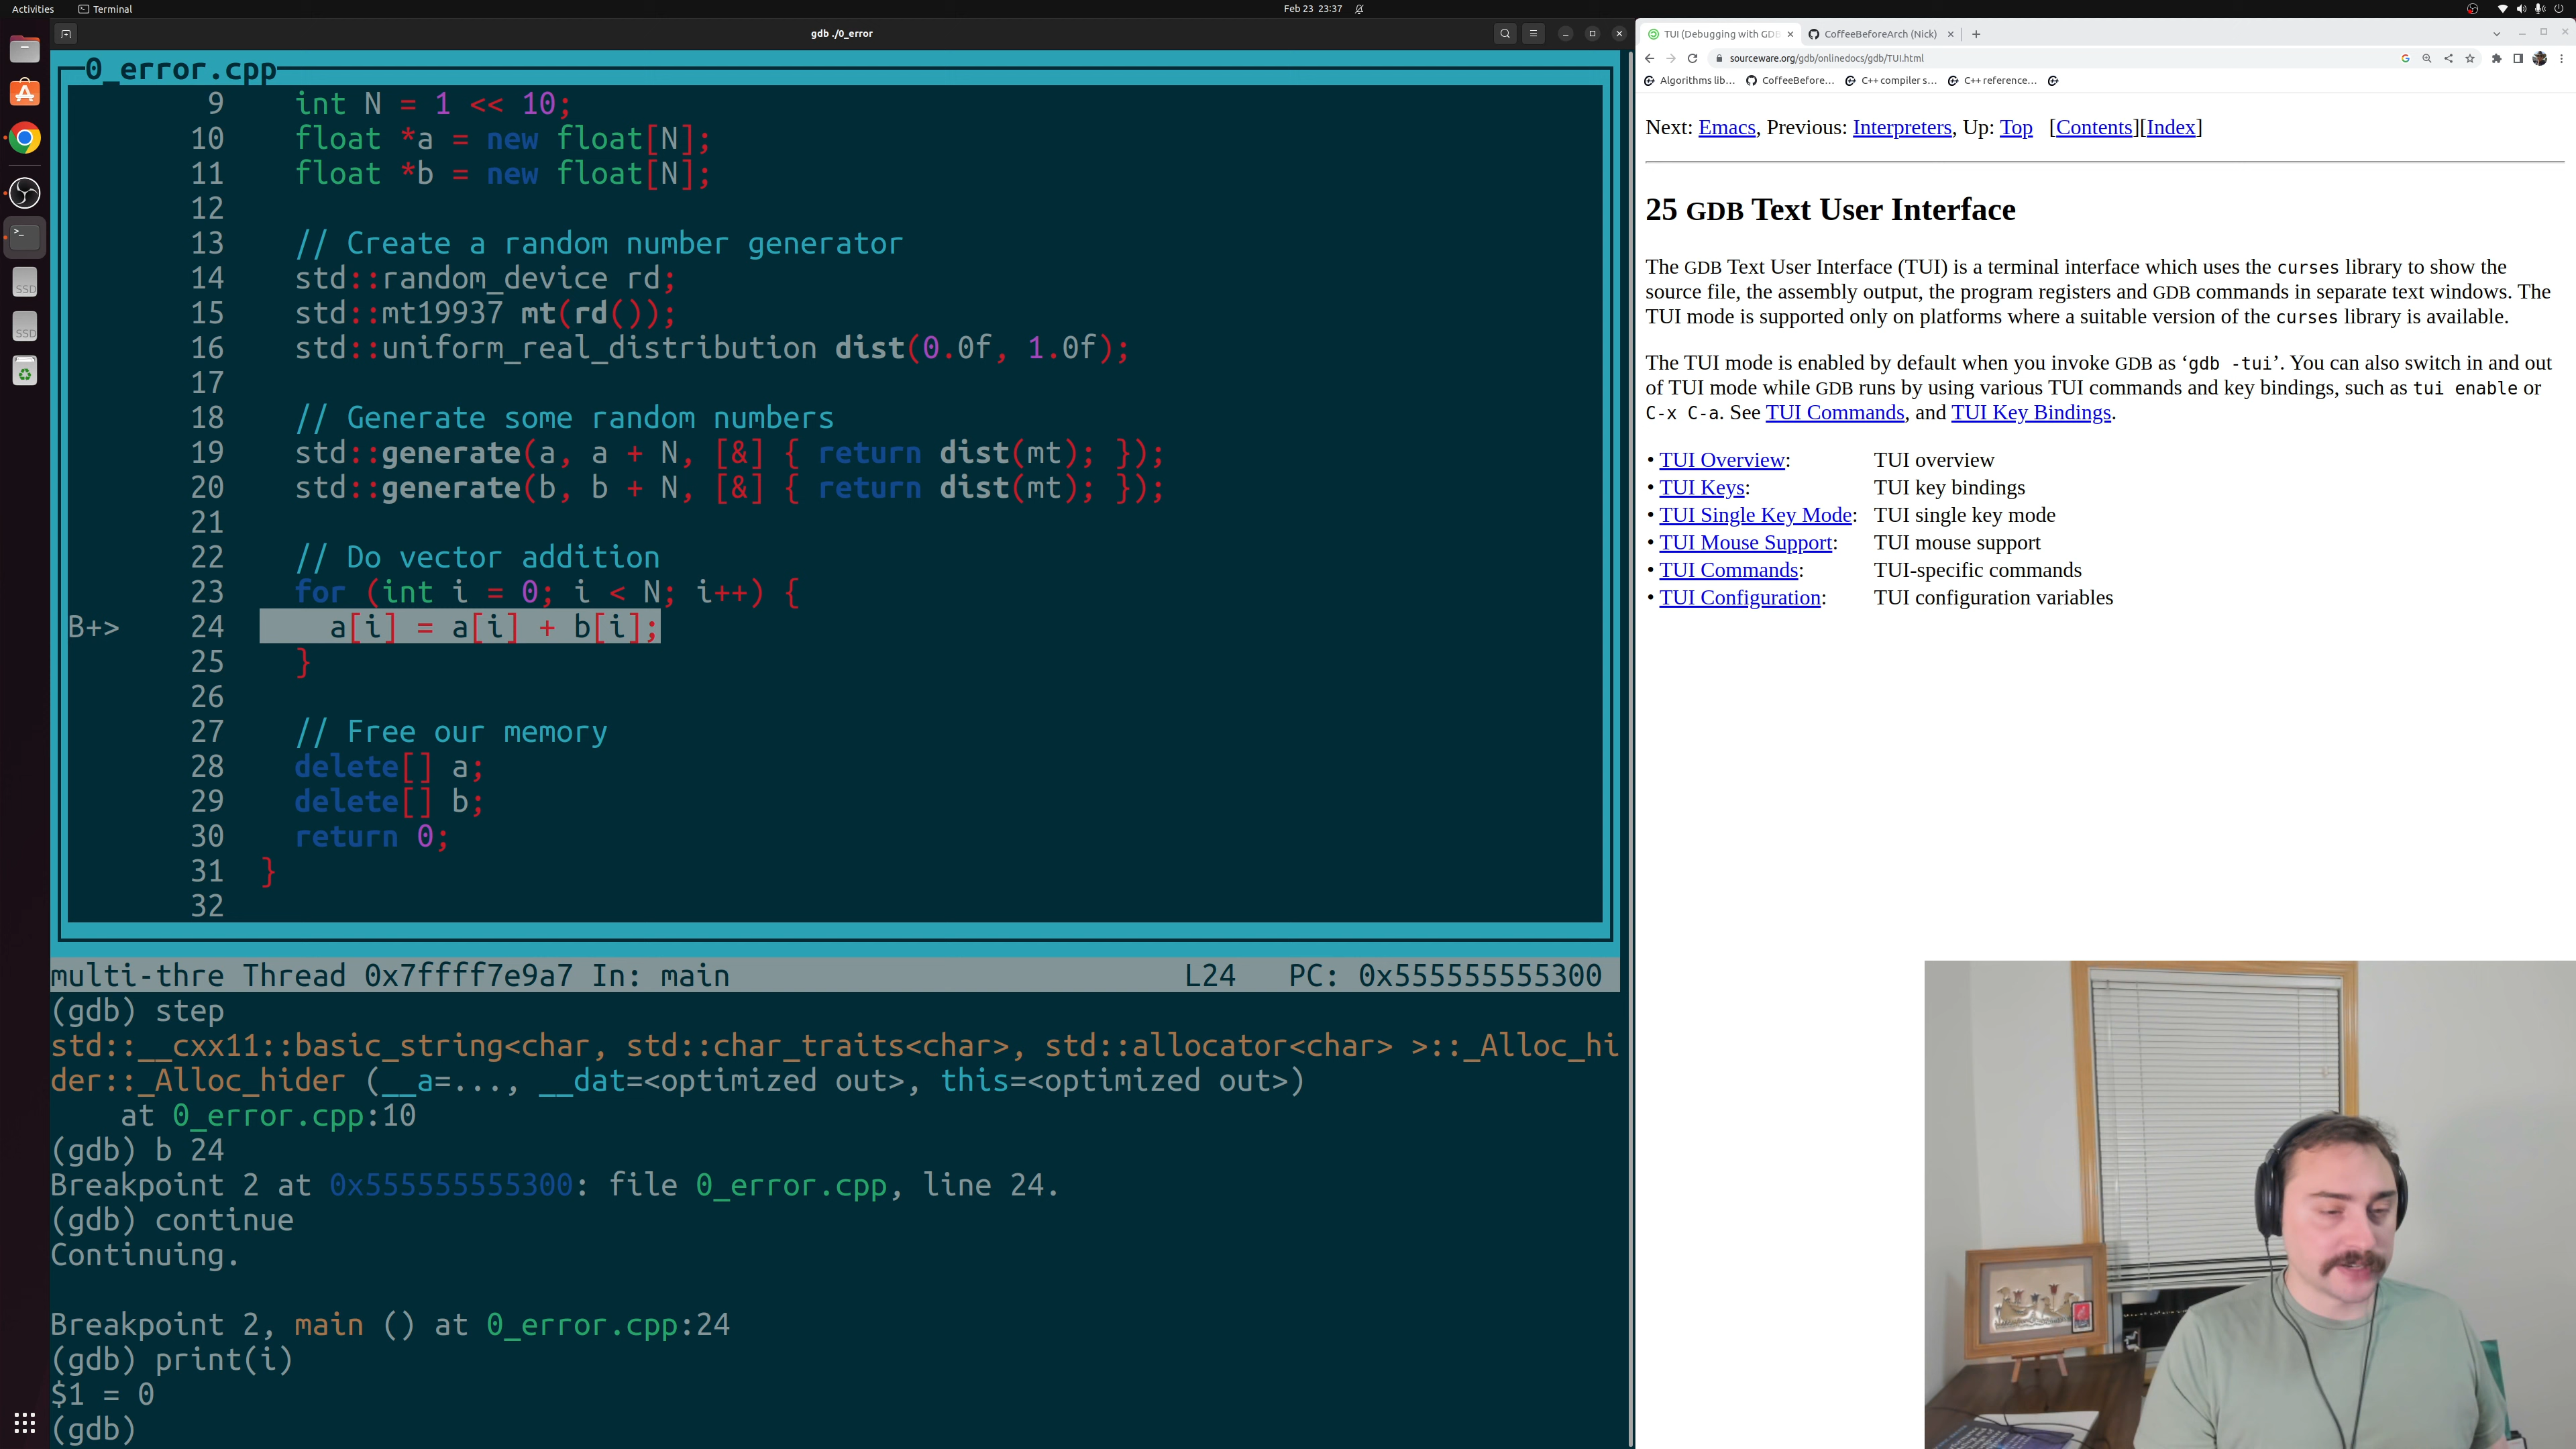 Activities
Terminal
Feb 23 23:37
gdb ./0_error
0_error.cpp
9 int N = 1 << 10;
10 float *a = new float[N];
11 float *b = new float[N];
12
13 // Create a random number generator
14 std::random_device rd;
15 std::mt19937 mt(rd());
16 std::uniform_real_distribution dist(0.0f, 1.0f);
17
18 // Generate some random numbers
19 std::generate(a, a + N, [&] { return dist(mt); });
20 std::generate(b, b + N, [&] { return dist(mt); });
21
22 // Do vector addition
23 for (int i = 0; i < N; i++) {
B+> 24 a[i] = a[i] + b[i];
25 }
26
27 // Free our memory
28 delete[] a;
29 delete[] b;
30 return 0;
31 }
32
multi-thre Thread 0x7ffff7e9a7 In: main L24 PC: 0x555555555300
(gdb) step
std::__cxx11::basic_string<char, std::char_traits<char>, std::allocator<char> >::_Alloc_hi
der::_Alloc_hider (__a=..., __dat=<optimized out>, this=<optimized out>)
at 0_error.cpp:10
(gdb) b 24
Breakpoint 2 at 0x555555555300: file 0_error.cpp, line 24.
(gdb) continue
Continuing.
Breakpoint 2, main () at 0_error.cpp:24
(gdb) print(i)
$1 = 0
(gdb)
SSD
SSD
TUI (Debugging with GDB
CoffeeBeforeArch (Nick)
sourceware.org/gdb/onlinedocs/gdb/TUI.html
Algorithms lib…
CoffeeBefore…
C++ compiler s…
C++ reference…
Next: Emacs, Previous: Interpreters, Up: Top [Contents][Index]
25 GDB Text User Interface
The GDB Text User Interface (TUI) is a terminal interface which uses the curses library to show the
source file, the assembly output, the program registers and GDB commands in separate text windows. The
TUI mode is supported only on platforms where a suitable version of the curses library is available.
The TUI mode is enabled by default when you invoke GDB as ‘gdb -tui’. You can also switch in and out
of TUI mode while GDB runs by using various TUI commands and key bindings, such as tui enable or
C-x C-a. See TUI Commands, and TUI Key Bindings.
• TUI Overview: TUI overview
• TUI Keys: TUI key bindings
• TUI Single Key Mode: TUI single key mode
• TUI Mouse Support: TUI mouse support
• TUI Commands: TUI-specific commands
• TUI Configuration: TUI configuration variables